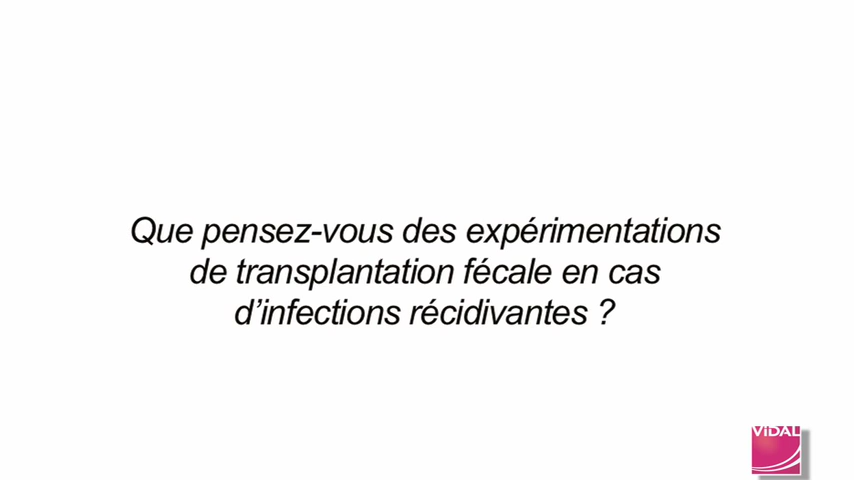 Que pensez-vous des expérimentations
de transplantation fécale en cas
d’infections récidivantes ?
ViDAL